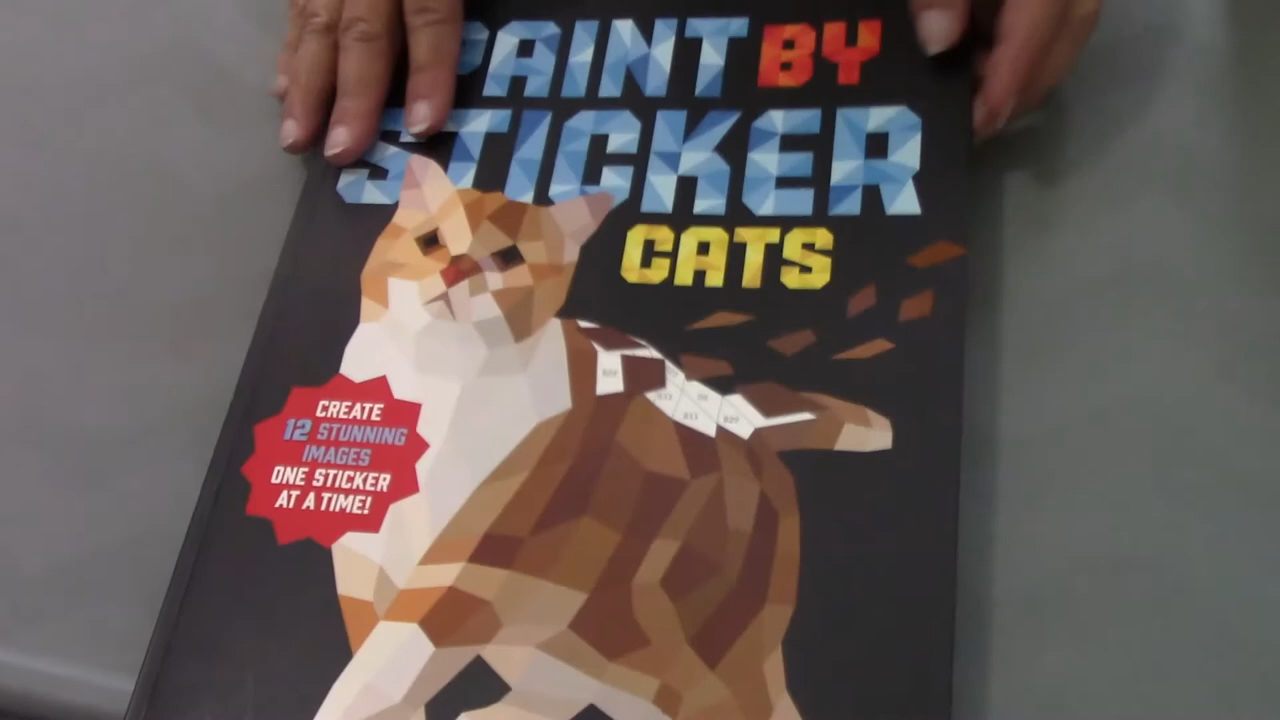 PAINT BY
STICKER
CATS
CREATE
12 STUNNING
IMAGES
ONE STICKER
AT A TIME!